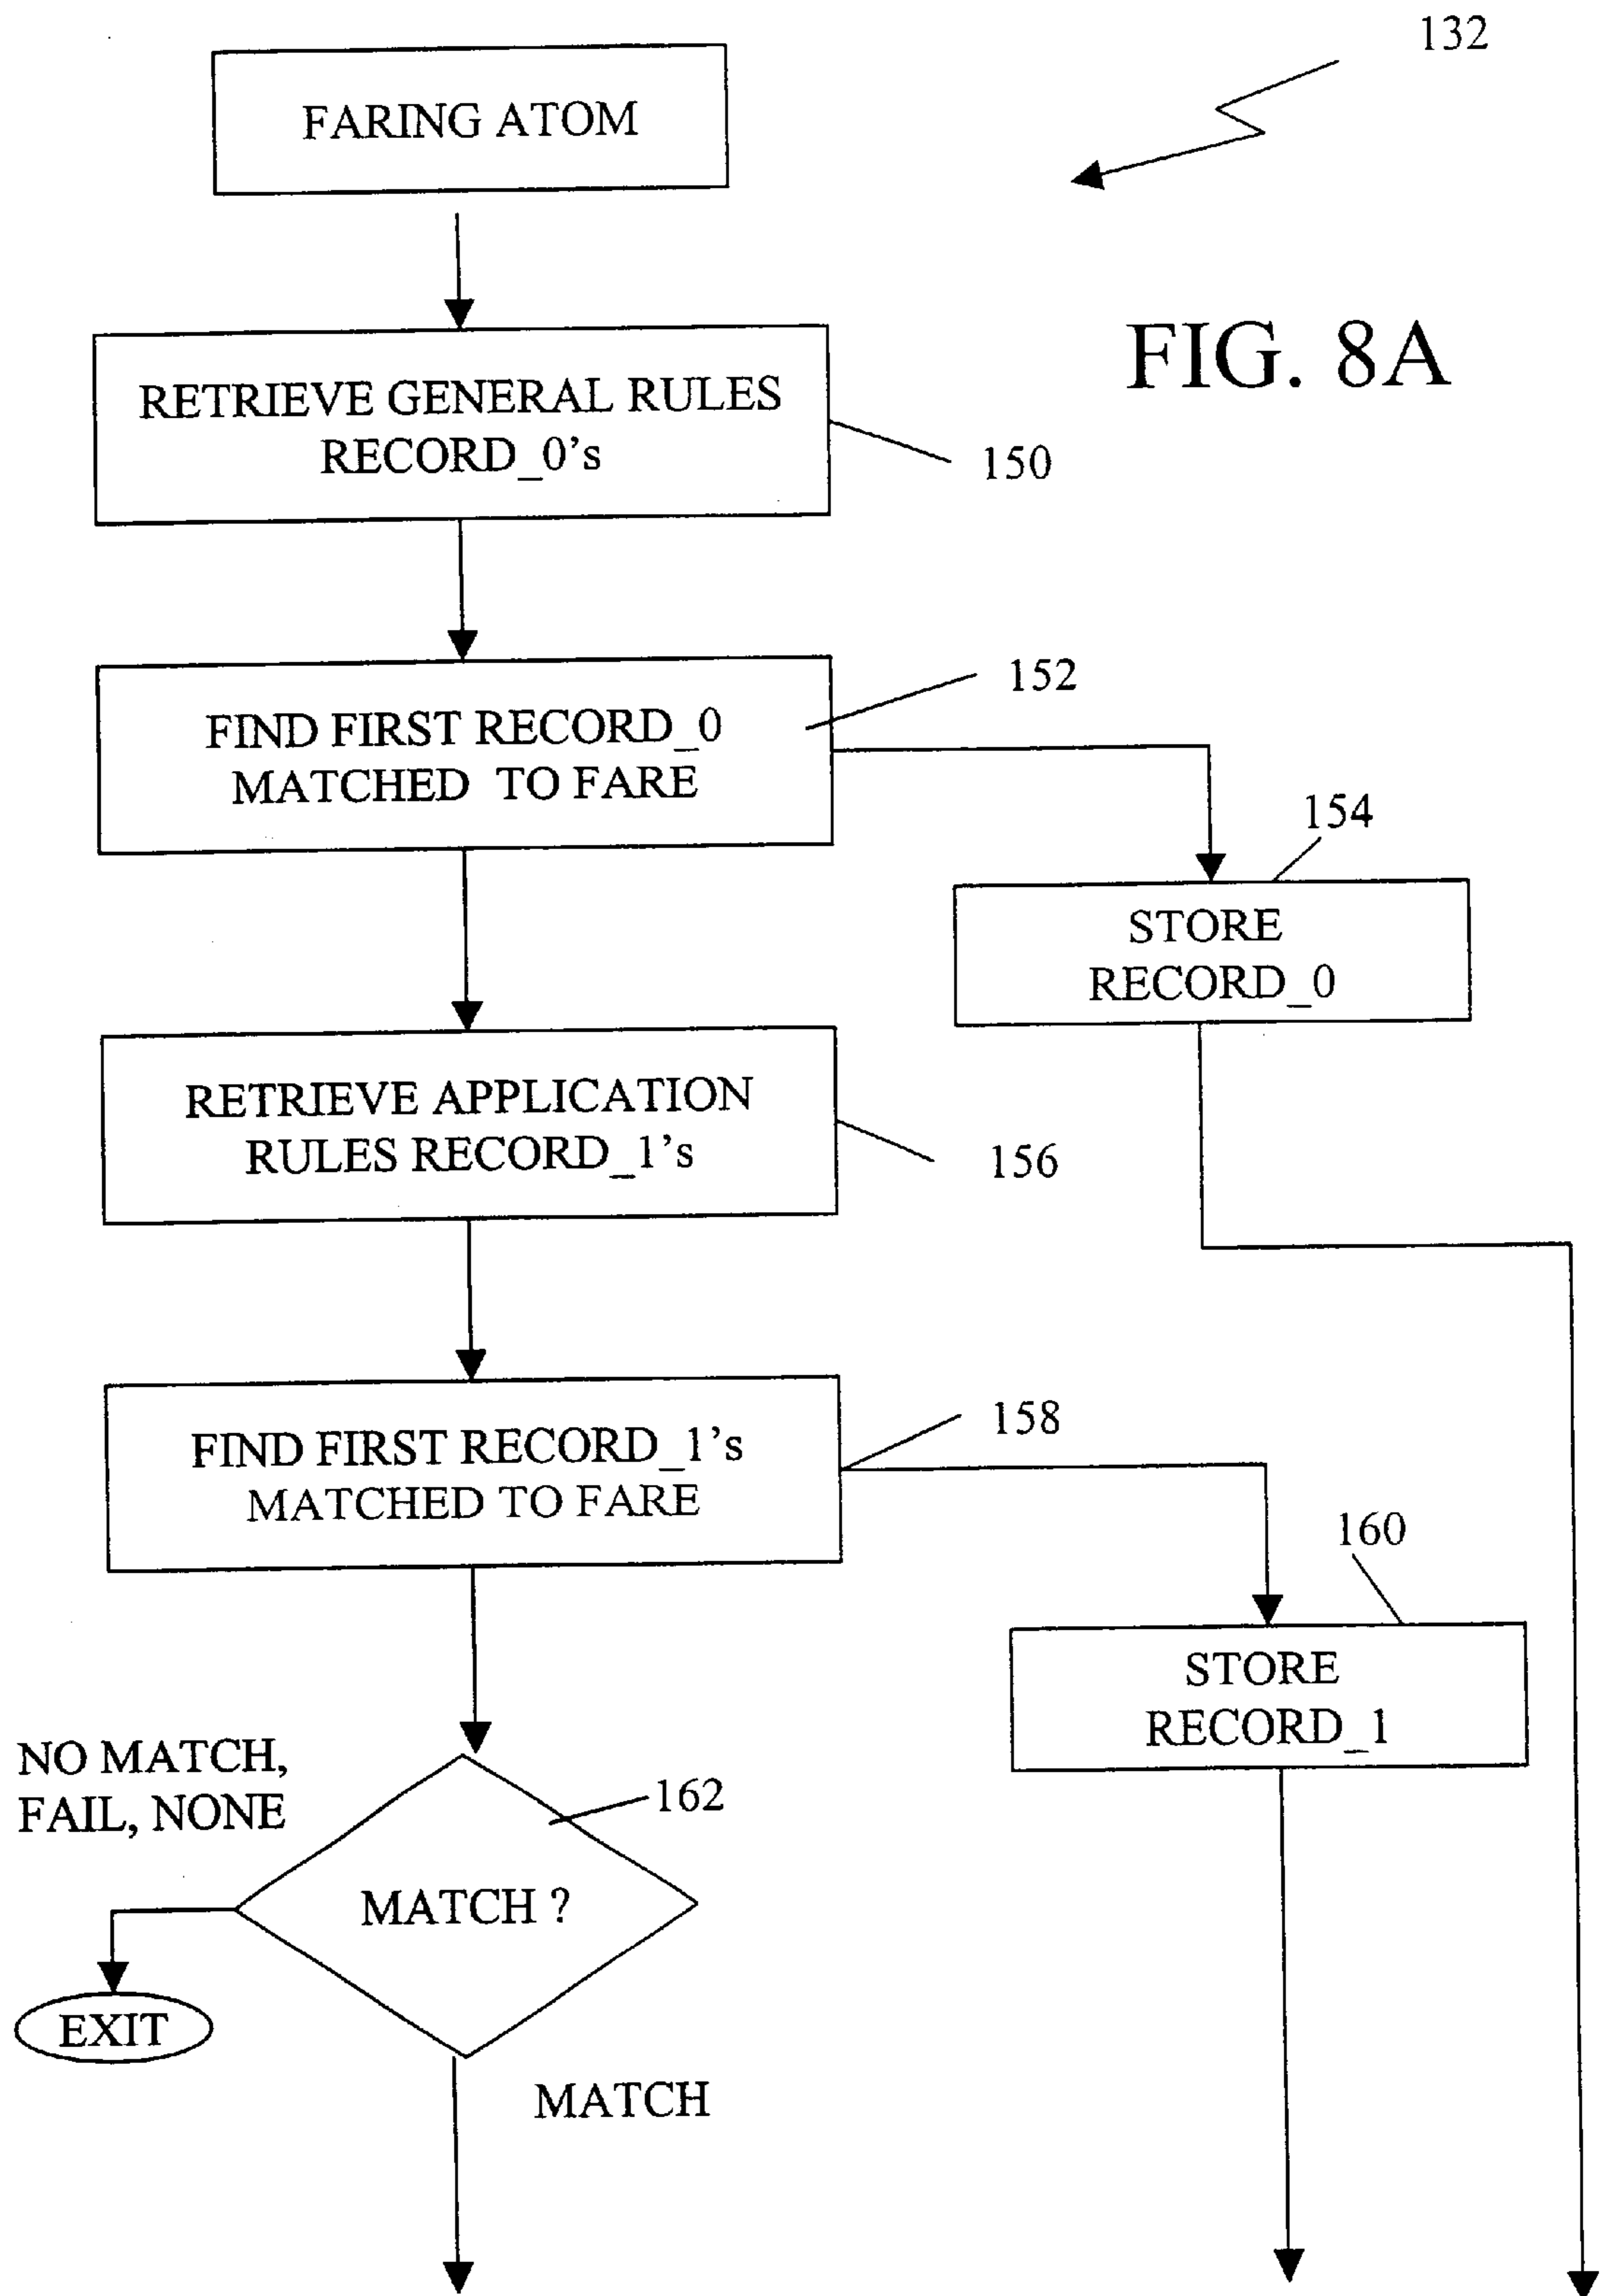 132
FARING ATOM
FIG. 8A
RETRIEVE GENERAL RULES
RECORD_0's
150
152
FIND FIRST RECORD_0
MATCHED TO FARE
154
STORE
RECORD_0
RETRIEVE APPLICATION
RULES RECORD_1's
156
158
FIND FIRST RECORD_1's
MATCHED TO FARE
160
STORE
RECORD_1
NO MATCH,
FAIL, NONE
162
MATCH ?
EXIT
MATCH